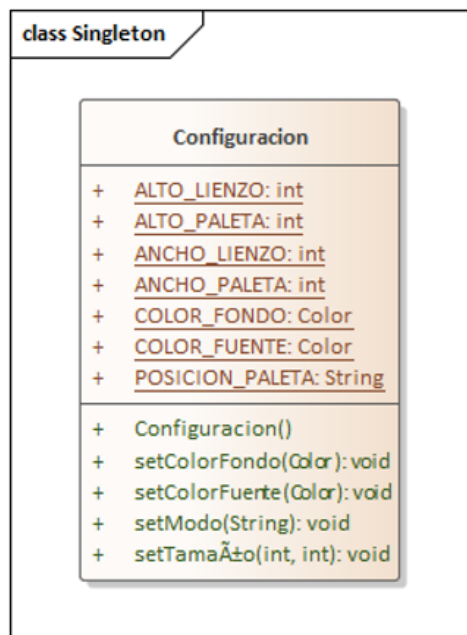 class Singleton
Configuracion
+ ALTO_LIENZO: int
+ ALTO_PALETA: int
+ ANCHO_LIENZO: int
+ ANCHO_PALETA: int
+ COLOR_FONDO: Color
+ COLOR_FUENTE: Color
+ POSICION_PALETA: String
+ Configuracion()
+ setColorFondo(Color): void
+ setColorFuente(Color): void
+ setModo(String): void
+ setTamaÃ±o(int, int): void